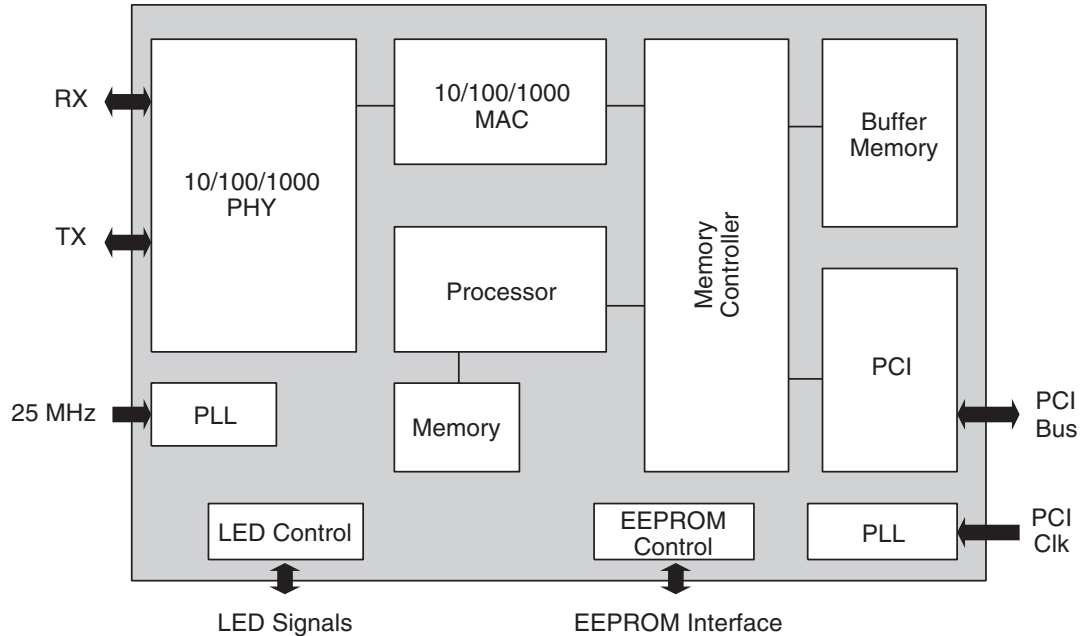 RX
TX
25 MHz
10/100/1000
PHY
PLL
10/100/1000
MAC
Processor
Memory
Memory
Controller
Buffer
Memory
PCI
PCI
Bus
LED Control
EEPROM
Control
PLL
PCI
Clk
LED Signals
EEPROM Interface